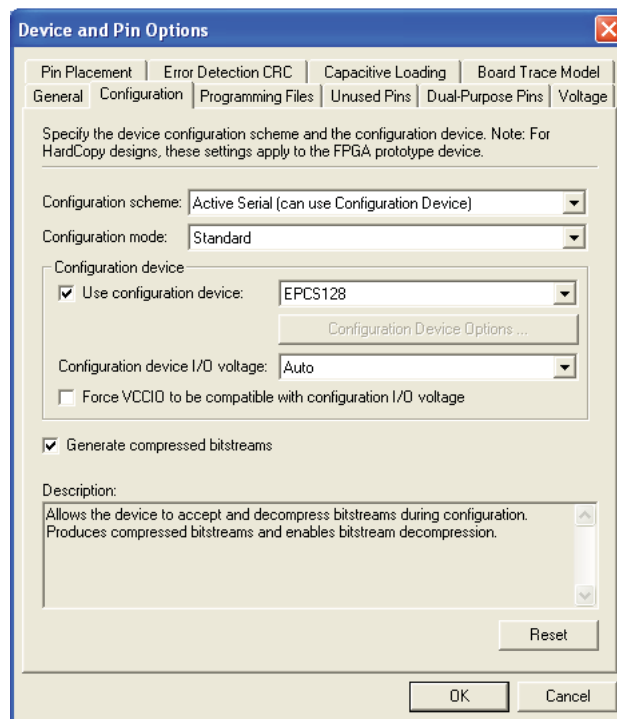 Device and Pin Options
Pin Placement Error Detection CRC Capacitive Loading Board Trace Model
General Configuration Programming Files Unused Pins Dual-Purpose Pins Voltage
Specify the device configuration scheme and the configuration device. Note: For
HardCopy designs, these settings apply to the FPGA prototype device.
Configuration scheme: Active Serial (can use Configuration Device)
Configuration mode: Standard
Configuration device
Use configuration device: EPCS128
Configuration Device Options ...
Configuration device I/O voltage: Auto
Force VCCIO to be compatible with configuration I/O voltage
Generate compressed bitstreams
Description:
Allows the device to accept and decompress bitstreams during configuration.
Produces compressed bitstreams and enables bitstream decompression.
Reset
OK Cancel